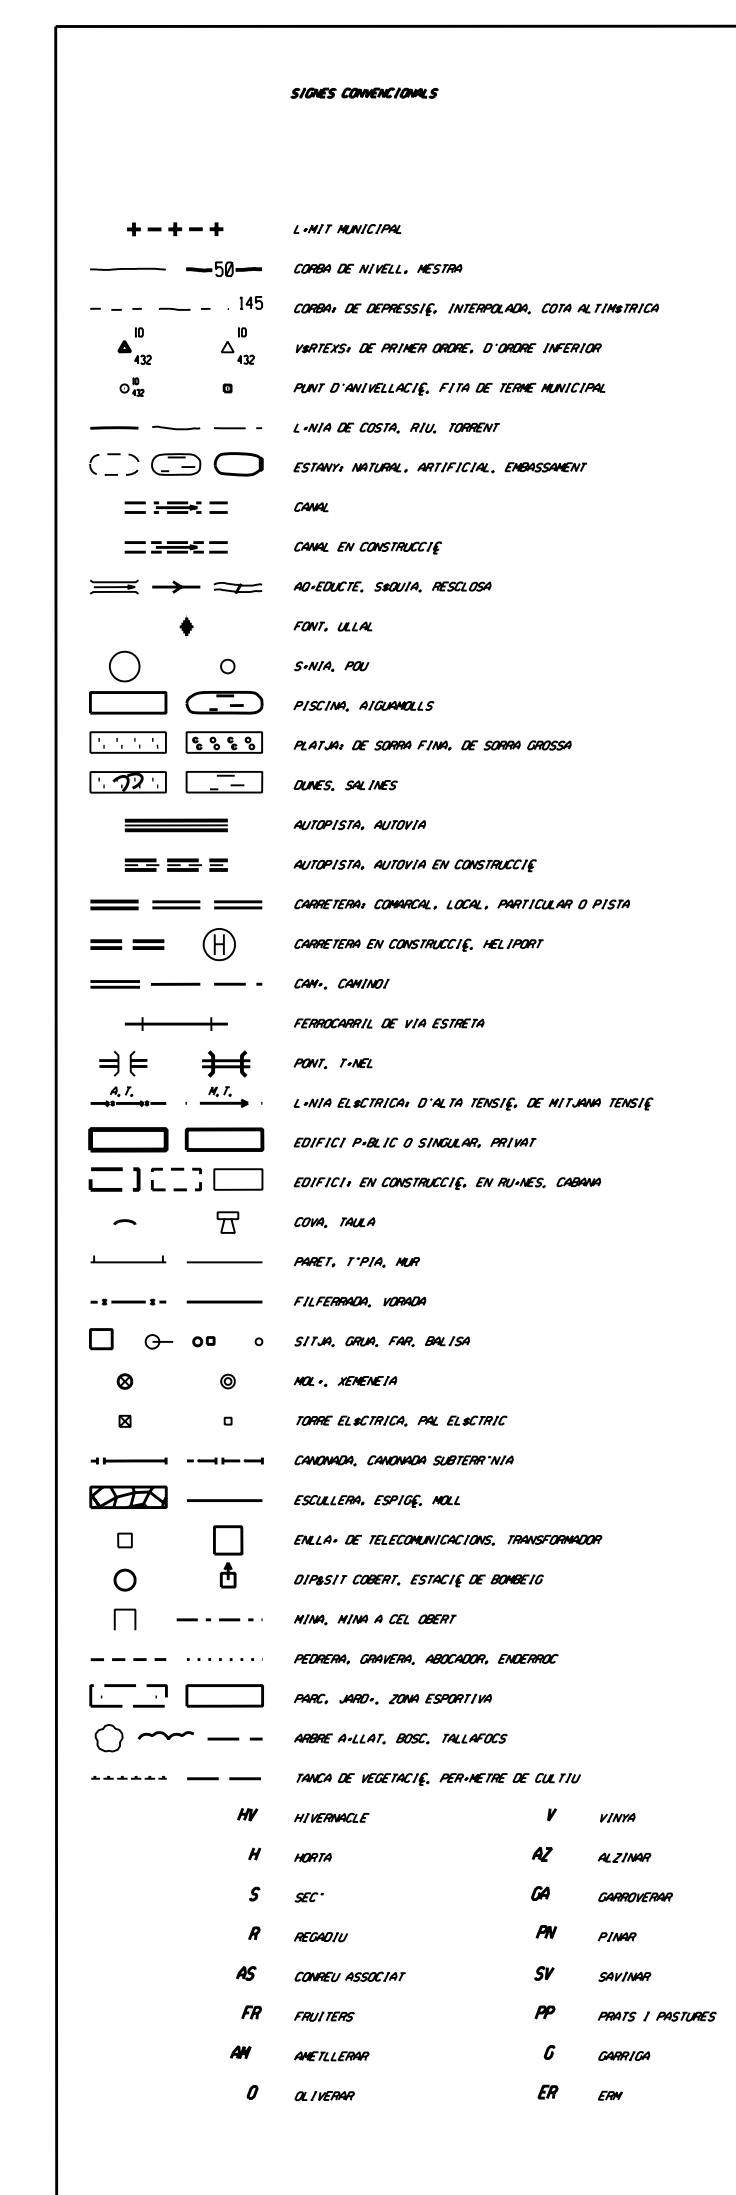 SIGNES CONVENCIONALS
L•MIT MUNICIPAL
50 CORBA DE NIVELL, MESTRA
145 CORBA: DE DEPRESSI£, INTERPOLADA, COTA ALTIM$TRICA
10 432 10 432 V$RTEXS: DE PRIMER ORDRE, D'ORDRE INFERIOR
10 432 PUNT D'ANIVELLACI£, FITA DE TERME MUNICIPAL
L•NIA DE COSTA, RIU, TORRENT
ESTANY: NATURAL, ARTIFICIAL, EMBASSAMENT
CANAL
CANAL EN CONSTRUCCI£
AQ•EDUCTE, S$QUIA, RESCLOSA
FONT, ULLAL
S•NIA, POU
PISCINA, AIGUAMOLLS
PLATJA: DE SORRA FINA, DE SORRA GROSSA
DUNES, SALINES
AUTOPISTA, AUTOVIA
AUTOPISTA, AUTOVIA EN CONSTRUCCI£
CARRETERA: COMARCAL, LOCAL, PARTICULAR O PISTA
H CARRETERA EN CONSTRUCCI£, HELIPORT
CAM•, CAMINOI
FERROCARRIL DE VIA ESTRETA
PONT, T•NEL
A.T. M.T. L•NIA EL$CTRICA: D'ALTA TENSI£, DE MITJANA TENSI£
EDIFICI P•BLIC O SINGULAR, PRIVAT
EDIFICI: EN CONSTRUCCI£, EN RU•NES, CABANA
COVA, TAULA
PARET, T"PIA, MUR
FILFERRADA, VORADA
SITJA, GRUA, FAR, BALISA
MOL•, XEMENEIA
TORRE EL$CTRICA, PAL EL$CTRIC
CANONADA, CANONADA SUBTERR"NIA
ESCULLERA, ESPIG£, MOLL
ENLLA• DE TELECOMUNICACIONS, TRANSFORMADOR
DIP&SIT COBERT, ESTACI£ DE BOMBEIG
MINA, MINA A CEL OBERT
PEDRERA, GRAVERA, ABOCADOR, ENDERROC
PARC, JARD•, ZONA ESPORTIVA
ARBRE A•LLAT, BOSC, TALLAFOCS
TANCA DE VEGETACI£, PER•METRE DE CULTIU
HV HIVERNACLE V VINYA
H HORTA AZ ALZINAR
S SEC" GA GARROVERAR
R REGADIU PN PINAR
AS CONREU ASSOCIAT SV SAVINAR
FR FRUITERS PP PRATS I PASTURES
AM AMETLLERAR G GARRIGA
O OLIVERAR ER ERM